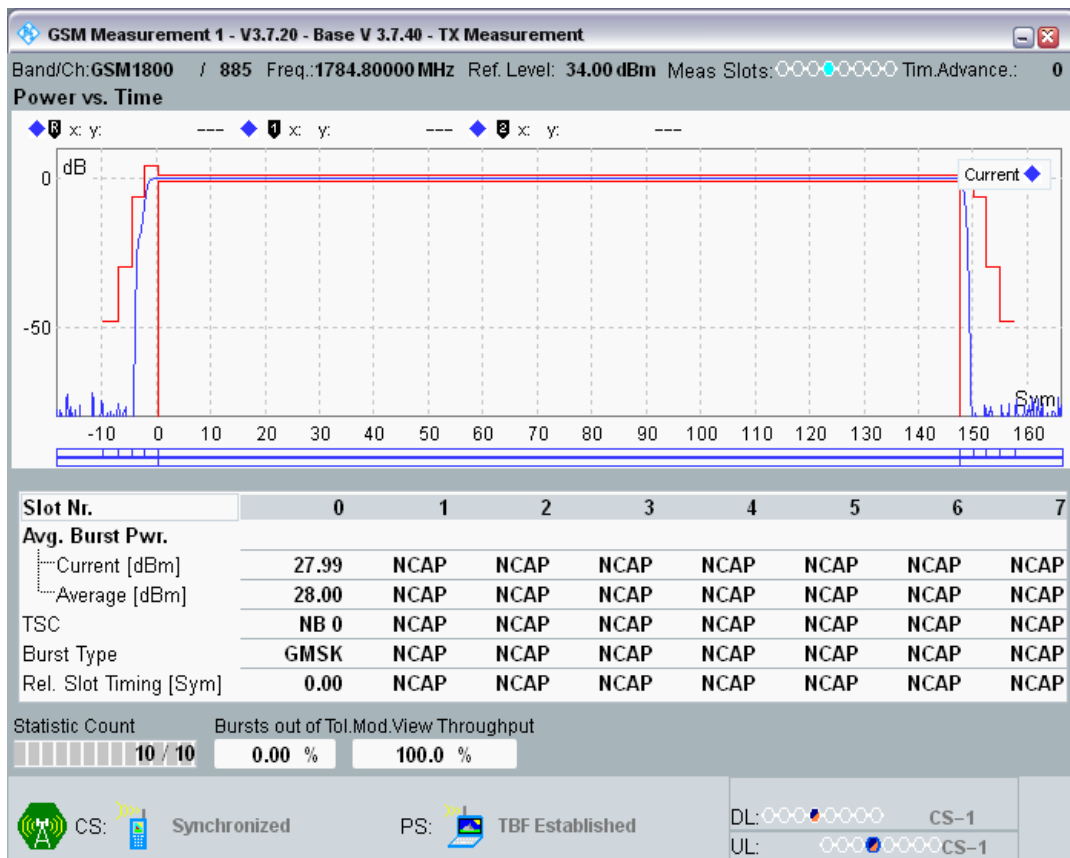 GSM Measurement 1 - V3.7.20 - Base V 3.7.40 - TX Measurement
Band/Ch:GSM1800 / 885 Freq.:1784.80000 MHz Ref. Level: 34.00 dBm Meas Slots: Tim.Advance.: 0
Power vs. Time
R x: y: --- 1 x: y: --- 2 x: y: ---
dB
Current
0
-50
Sym
-10 0 10 20 30 40 50 60 70 80 90 100 110 120 130 140 150 160
Slot Nr. 0 1 2 3 4 5 6 7
Avg. Burst Pwr.
Current [dBm] 27.99 NCAP NCAP NCAP NCAP NCAP NCAP NCAP
Average [dBm] 28.00 NCAP NCAP NCAP NCAP NCAP NCAP NCAP
TSC NB 0 NCAP NCAP NCAP NCAP NCAP NCAP NCAP
Burst Type GMSK NCAP NCAP NCAP NCAP NCAP NCAP NCAP
Rel. Slot Timing [Sym] 0.00 NCAP NCAP NCAP NCAP NCAP NCAP NCAP
Statistic Count Bursts out of Tol.Mod.View Throughput
10 / 10 0.00 % 100.0 %
CS: Synchronized PS: TBF Established
DL: CS-1
UL: CS-1